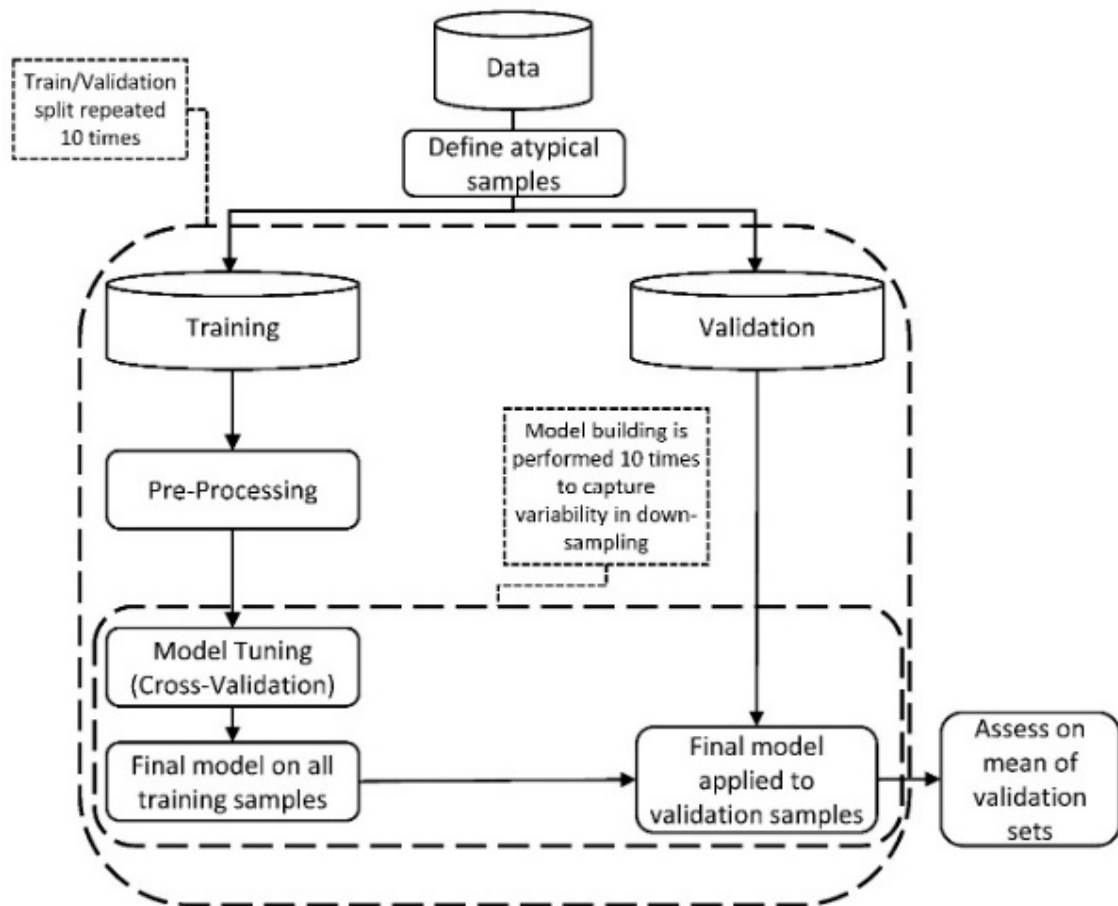 Data
Train/Validation
split repeated
10 times
Define atypical
samples
Training
Validation
Model building is
performed 10 times
to capture
variability in down-
sampling
Pre-Processing
Model Tuning
(Cross-Validation)
Final model on all
training samples
Final model
applied to
validation samples
Assess on
mean of
validation
sets